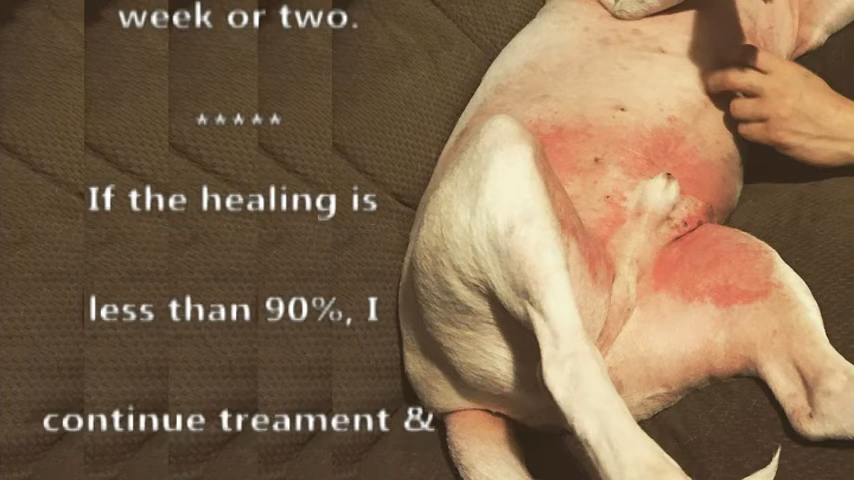 week or two.
*****
If the healing is
less than 90%, I
continue treament &